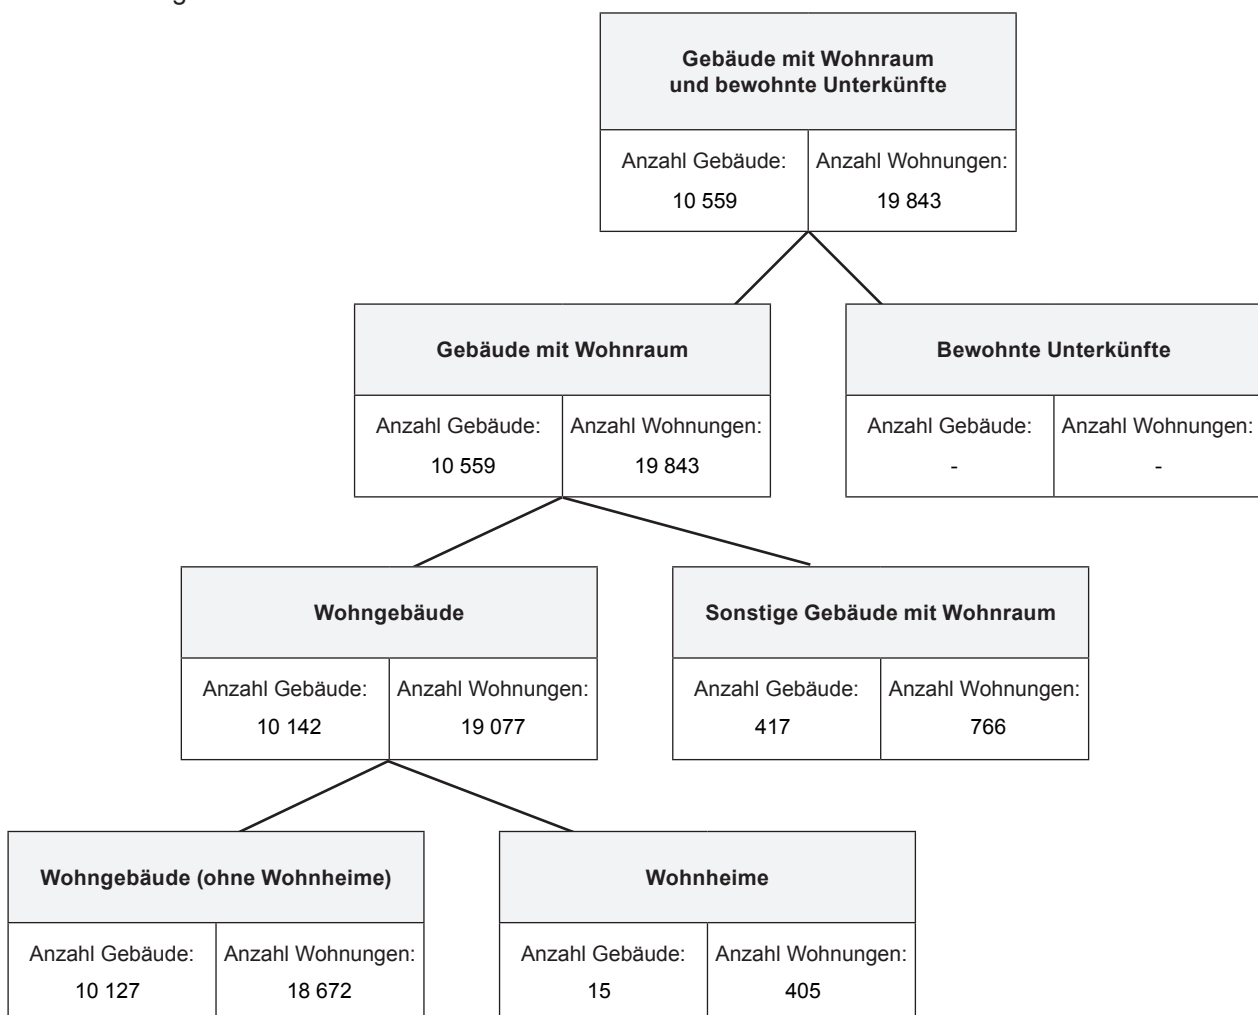 Gebäude mit Wohnraum
und bewohnte Unterkünfte
Anzahl Gebäude: Anzahl Wohnungen:
10 559 19 843
Gebäude mit Wohnraum Bewohnte Unterkünfte
Anzahl Gebäude: Anzahl Wohnungen: Anzahl Gebäude: Anzahl Wohnungen:
10 559 19 843 - -
Wohngebäude Sonstige Gebäude mit Wohnraum
Anzahl Gebäude: Anzahl Wohnungen: Anzahl Gebäude: Anzahl Wohnungen:
10 142 19 077 417 766
Wohngebäude (ohne Wohnheime) Wohnheime
Anzahl Gebäude: Anzahl Wohnungen: Anzahl Gebäude: Anzahl Wohnungen:
10 127 18 672 15 405